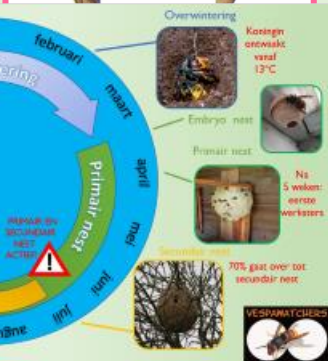 Overwintering
Koningin
ontwaakt
vanaf
13°C
februari
maart
april
mei
juni
juli
Embryo nest
Primair nest
Primair nest
Na
5 weken:
eerste
werksters
PRIMAIR EN
SECUNDAIR
NEST
ACTIEF
Secundair nest
70% gaat over tot
secundair nest
VESPAWATCHERS